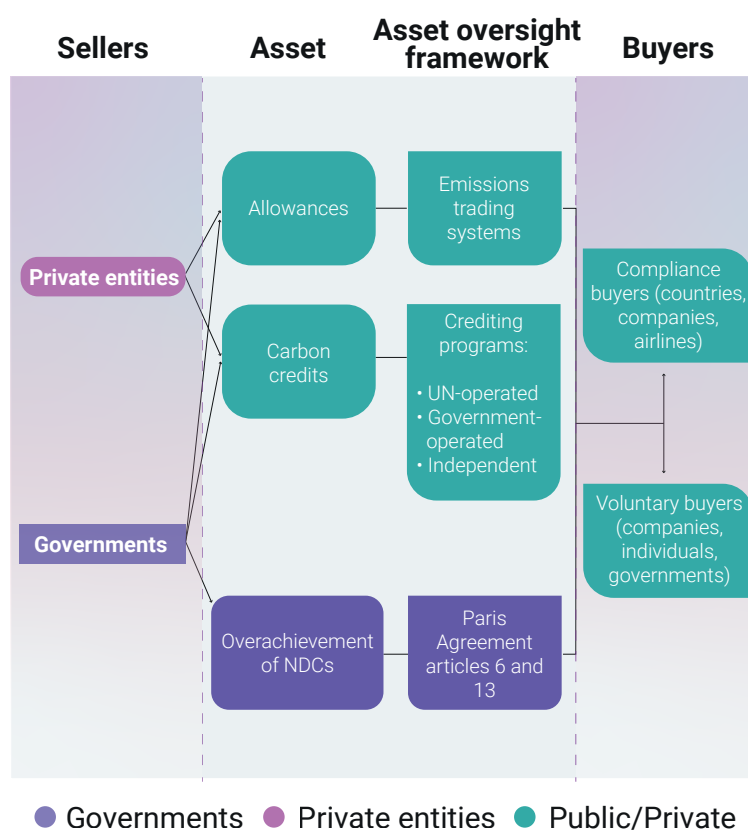 Sellers
Asset
Asset oversight
framework
Buyers
Private entities
Governments
Allowances
Carbon
credits
Overachievement
of NDCs
Emissions
trading
systems
Crediting
programs:
• UN-operated
• Government-
operated
• Independent
Paris
Agreement
articles 6 and
13
Compliance
buyers (countries,
companies,
airlines)
Voluntary buyers
(companies,
individuals,
governments)
Governments
Private entities
Public/Private